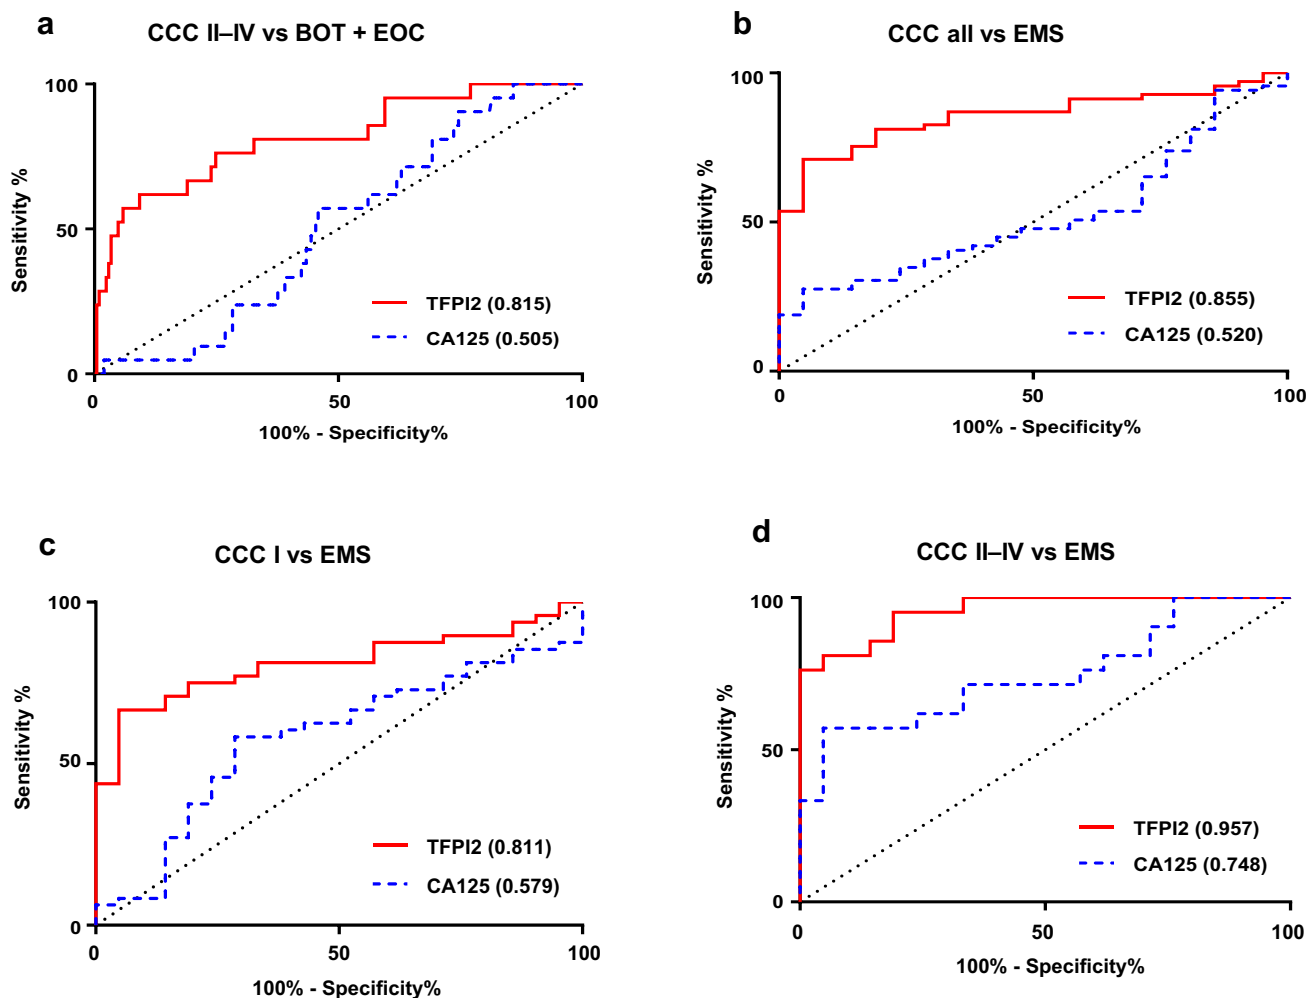 a
CCC II–IV vs BOT + EOC
100
50
0
Sensitivity %
TFPI2 (0.815)
CA125 (0.505)
0
50
100
100% - Specificity%
b
CCC all vs EMS
100
50
0
Sensitivity %
TFPI2 (0.855)
CA125 (0.520)
0
50
100
100% - Specificity%
c
CCC I vs EMS
100
50
0
Sensitivity %
TFPI2 (0.811)
CA125 (0.579)
0
50
100
100% - Specificity%
d
CCC II–IV vs EMS
100
50
0
Sensitivity %
TFPI2 (0.957)
CA125 (0.748)
0
50
100
100% - Specificity%